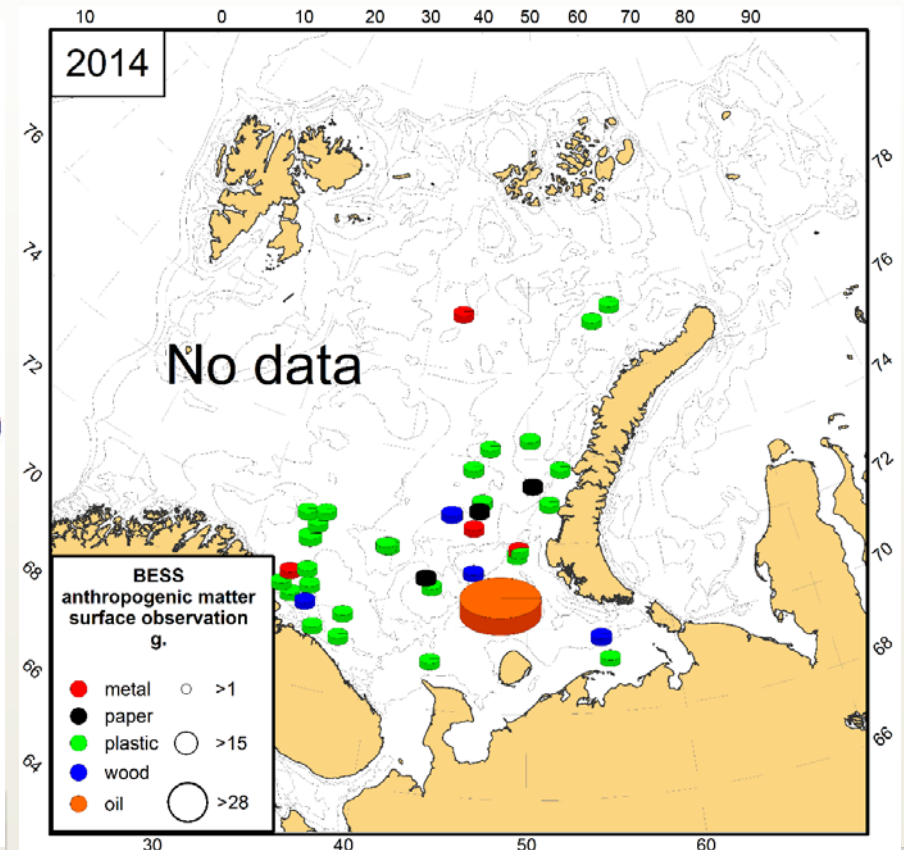 10 0 10 20 30 40 50 60 70 80 90
2014
76
78
74
76
No data
72
74
70
72
68
70
BESS
anthropogenic matter
surface observation
g.
66
68
metal >1
paper
plastic >15
wood
oil >28
64
66
30 40 50 60